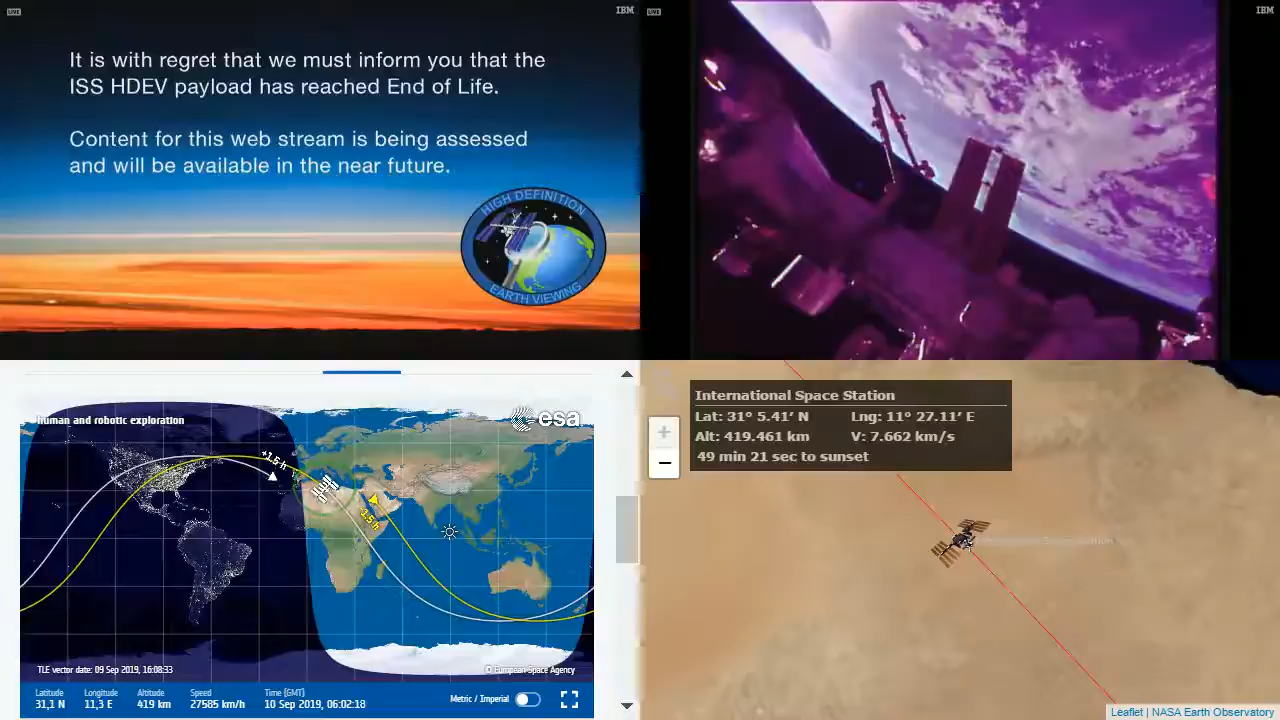 LIVE
IBM
It is with regret that we must inform you that the
ISS HDEV payload has reached End of Life.
Content for this web stream is being assessed
and will be available in the near future.
HIGH DEFINITION
EARTH VIEWING
LIVE
IBM
human and robotic exploration
esa
+1.5 h
-1.5 h
TLE vector date: 09 Sep 2019, 16:08:33
© European Space Agency
Latitude Longitude Altitude Speed Time (GMT)
31,1 N 11,3 E 419 km 27585 km/h 10 Sep 2019, 06:02:18
Metric / Imperial
+
−
International Space Station
Lat: 31° 5.41′ N Lng: 11° 27.11′ E
Alt: 419.461 km V: 7.662 km/s
49 min 21 sec to sunset
International Space Station
Leaflet | NASA Earth Observatory